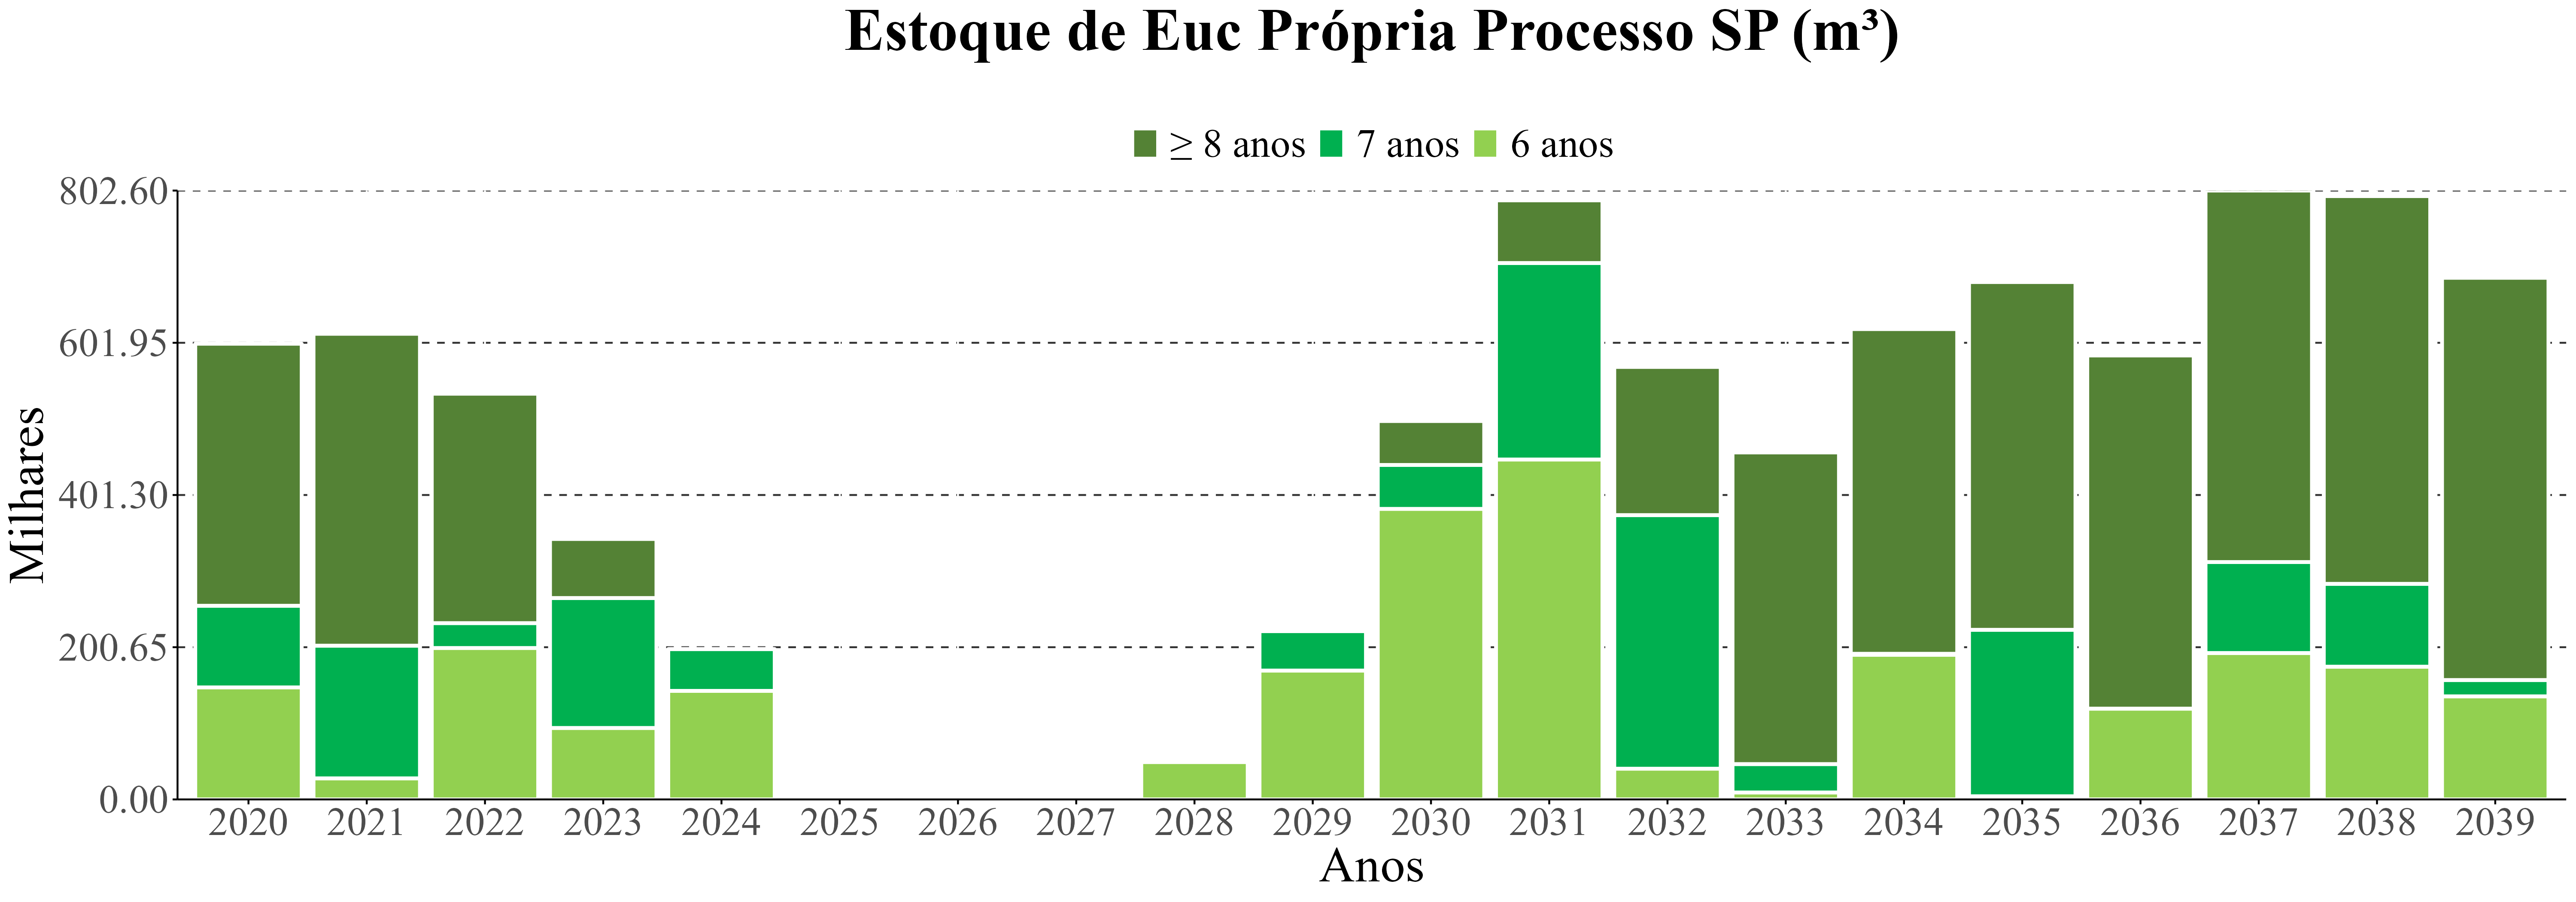 Estoque de Euc Própria Processo SP (m³)
≥ 8 anos 7 anos 6 anos
802.60
601.95
401.30
200.65
0.00
Milhares
2020 2021 2022 2023 2024 2025 2026 2027 2028 2029 2030 2031 2032 2033 2034 2035 2036 2037 2038 2039
Anos